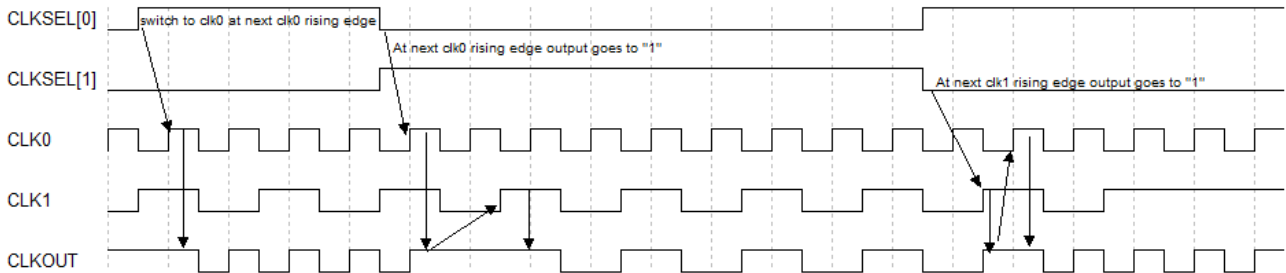 CLKSEL[0]
switch to clk0 at next clk0 rising edge
At next clk0 rising edge output goes to "1"
CLKSEL[1]
At next clk1 rising edge output goes to "1"
CLK0
CLK1
CLKOUT